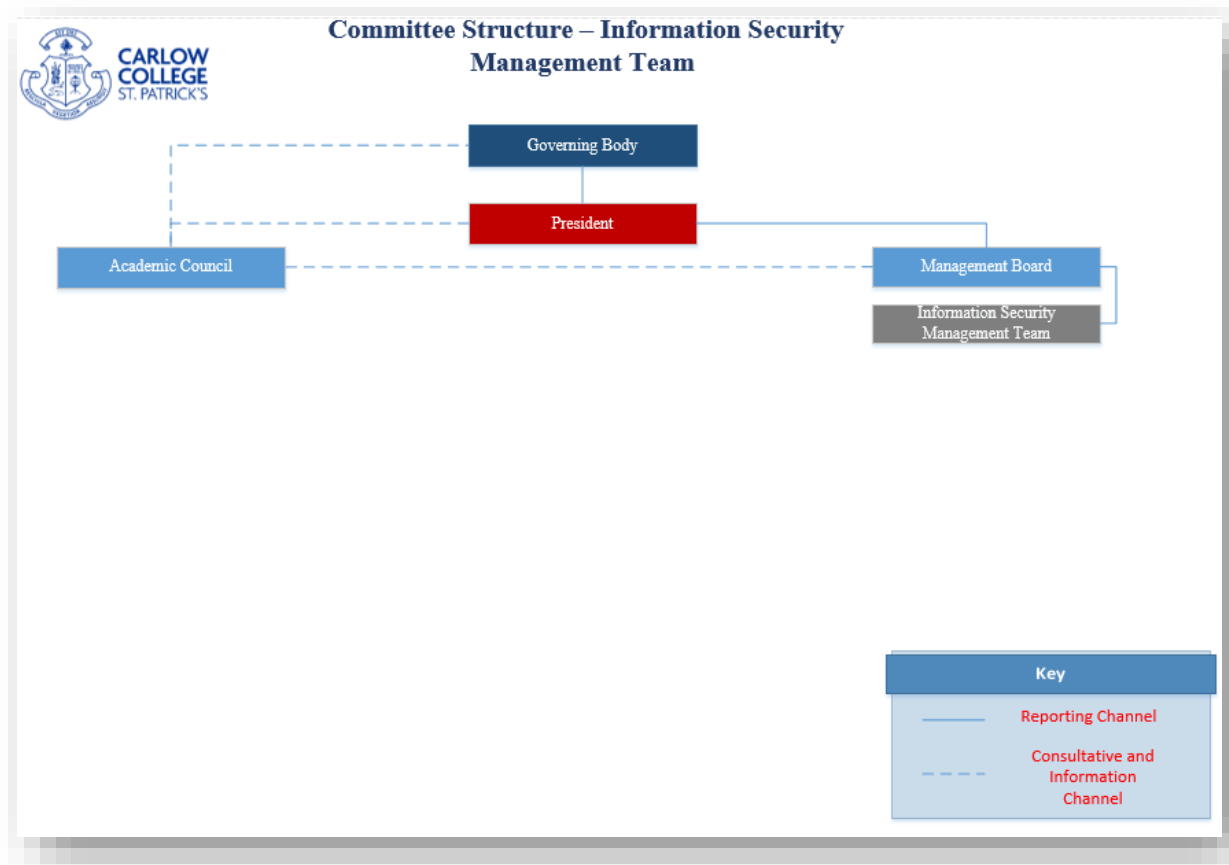 Committee Structure – Information Security
Management Team
CARLOW
COLLEGE
ST. PATRICK'S
Governing Body
President
Academic Council
Management Board
Information Security
Management Team
Key
Reporting Channel
Consultative and
Information
Channel